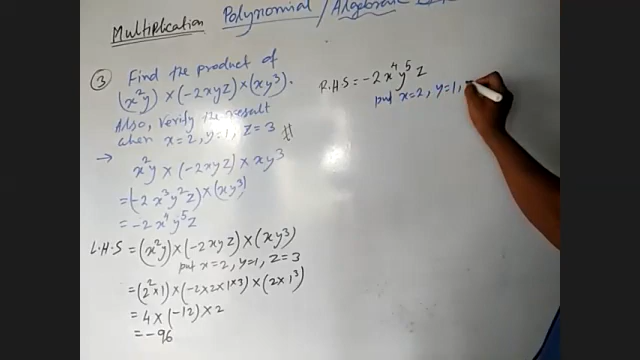 Multiplication Polynomial / Algebraic
③ Find the product of
(x²y) × (-2xyz) × (xy³).
Also, verify the result
when x=2, y=1, z=3 //
→ x²y × (-2xyz) × xy³
= (-2x³y²z) × (xy³)
= -2x⁴y⁵z
L.H.S = (x²y) × (-2xyz) × (xy³)
put x=2, y=1, z=3
= (2²×1) × (-2×2×1×3) × (2×1³)
= 4 × (-12) × 2
= -96
R.H.S = -2x⁴y⁵z
put x=2, y=1,